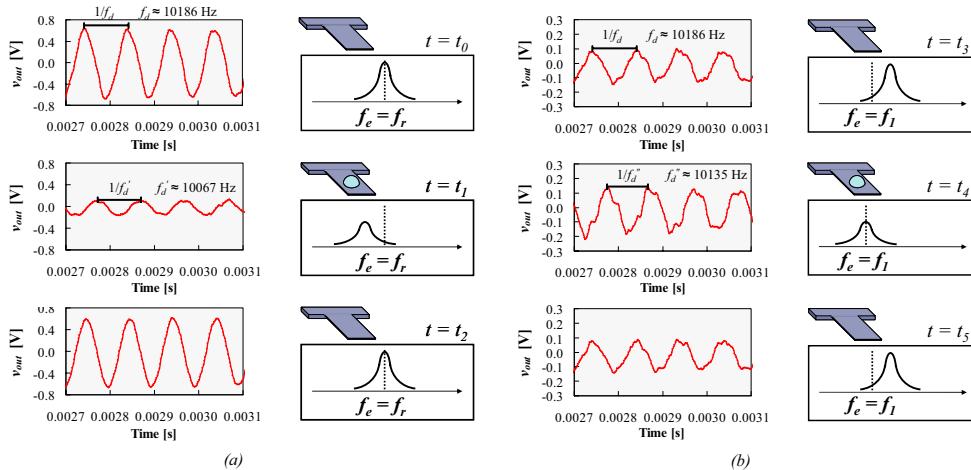 1/f_d f_d ≈ 10186 Hz
v_out [V]
0.8
0.4
0.0
-0.4
-0.8
0.0027 0.0028 0.0029 0.0030 0.0031
Time [s]
t = t_0
f_e = f_r
1/f_d' f_d' ≈ 10067 Hz
v_out [V]
0.8
0.4
0.0
-0.4
-0.8
0.0027 0.0028 0.0029 0.0030 0.0031
Time [s]
t = t_1
f_e = f_r
v_out [V]
0.8
0.4
0.0
-0.4
-0.8
0.0027 0.0028 0.0029 0.0030 0.0031
Time [s]
t = t_2
f_e = f_r
(a)
1/f_d f_d ≈ 10186 Hz
v_out [V]
0.3
0.2
0.1
0.0
-0.1
-0.2
-0.3
0.0027 0.0028 0.0029 0.0030 0.0031
Time [s]
t = t_3
f_e = f_1
1/f_d'' f_d'' ≈ 10135 Hz
v_out [V]
0.3
0.2
0.1
0.0
-0.1
-0.2
-0.3
0.0027 0.0028 0.0029 0.0030 0.0031
Time [s]
t = t_4
f_e = f_1
v_out [V]
0.3
0.2
0.1
0.0
-0.1
-0.2
-0.3
0.0027 0.0028 0.0029 0.0030 0.0031
Time [s]
t = t_5
f_e = f_1
(b)